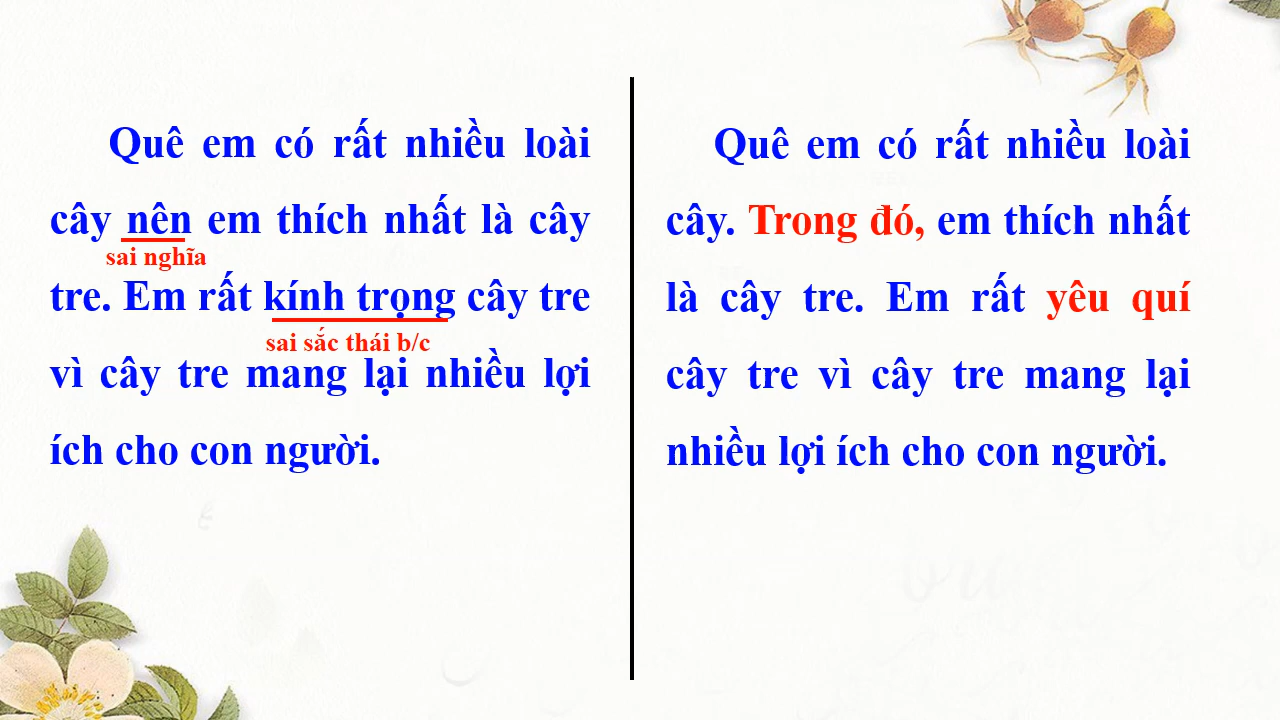 Quê em có rất nhiều loài
cây nên em thích nhất là cây
sai nghĩa
tre. Em rất kính trọng cây tre
sai sắc thái b/c
vì cây tre mang lại nhiều lợi
ích cho con người.
Quê em có rất nhiều loài
cây. Trong đó, em thích nhất
là cây tre. Em rất yêu quí
cây tre vì cây tre mang lại
nhiều lợi ích cho con người.